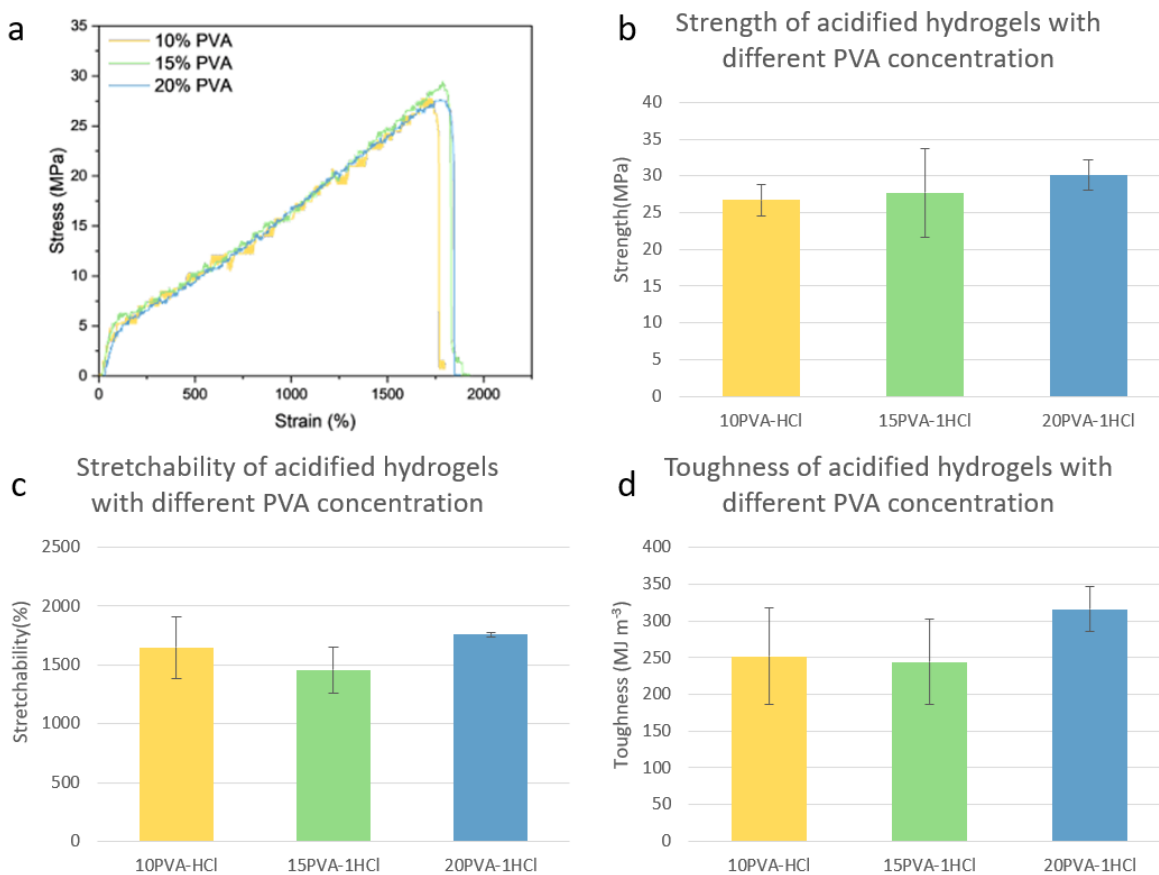 a
10% PVA
15% PVA
20% PVA
35
30
25
20
15
10
5
0
Stress (MPa)
0
500
1000
1500
2000
Strain (%)
b
Strength of acidified hydrogels with
different PVA concentration
40
35
30
25
20
15
10
5
0
Strength(MPa)
10PVA-HCl
15PVA-1HCl
20PVA-1HCl
c
Stretchability of acidified hydrogels
with different PVA concentration
2500
2000
1500
1000
500
0
Stretchability(%)
10PVA-HCl
15PVA-1HCl
20PVA-1HCl
d
Toughness of acidified hydrogels with
different PVA concentration
400
350
300
250
200
150
100
50
0
Toughness (MJ m⁻³)
10PVA-HCl
15PVA-1HCl
20PVA-1HCl